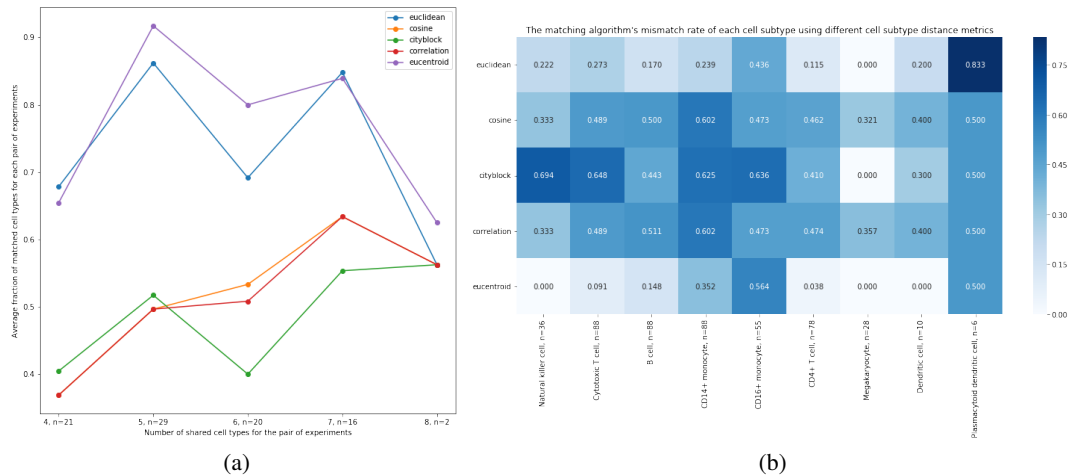 euclidean
cosine
cityblock
correlation
eucentroid
Average fraction of matched cell types for each pair of experiments
0.9
0.8
0.7
0.6
0.5
0.4
4, n=21 5, n=29 6, n=20 7, n=16 8, n=2
Number of shared cell types for the pair of experiments
(a)
The matching algorithm's mismatch rate of each cell subtype using different cell subtype distance metrics
euclidean 0.222 0.273 0.170 0.239 0.436 0.115 0.000 0.200 0.833
cosine 0.333 0.489 0.500 0.602 0.473 0.462 0.321 0.400 0.500
cityblock 0.694 0.648 0.443 0.625 0.636 0.410 0.000 0.300 0.500
correlation 0.333 0.489 0.511 0.602 0.473 0.474 0.357 0.400 0.500
eucentroid 0.000 0.091 0.148 0.352 0.564 0.038 0.000 0.000 0.500
Natural killer cell, n=36
Cytotoxic T cell, n=88
B cell, n=88
CD14+ monocyte, n=88
CD16+ monocyte, n=55
CD4+ T cell, n=78
Megakaryocyte, n=28
Dendritic cell, n=10
Plasmacytoid dendritic cell, n=6
0.75
0.60
0.45
0.30
0.15
0.00
(b)